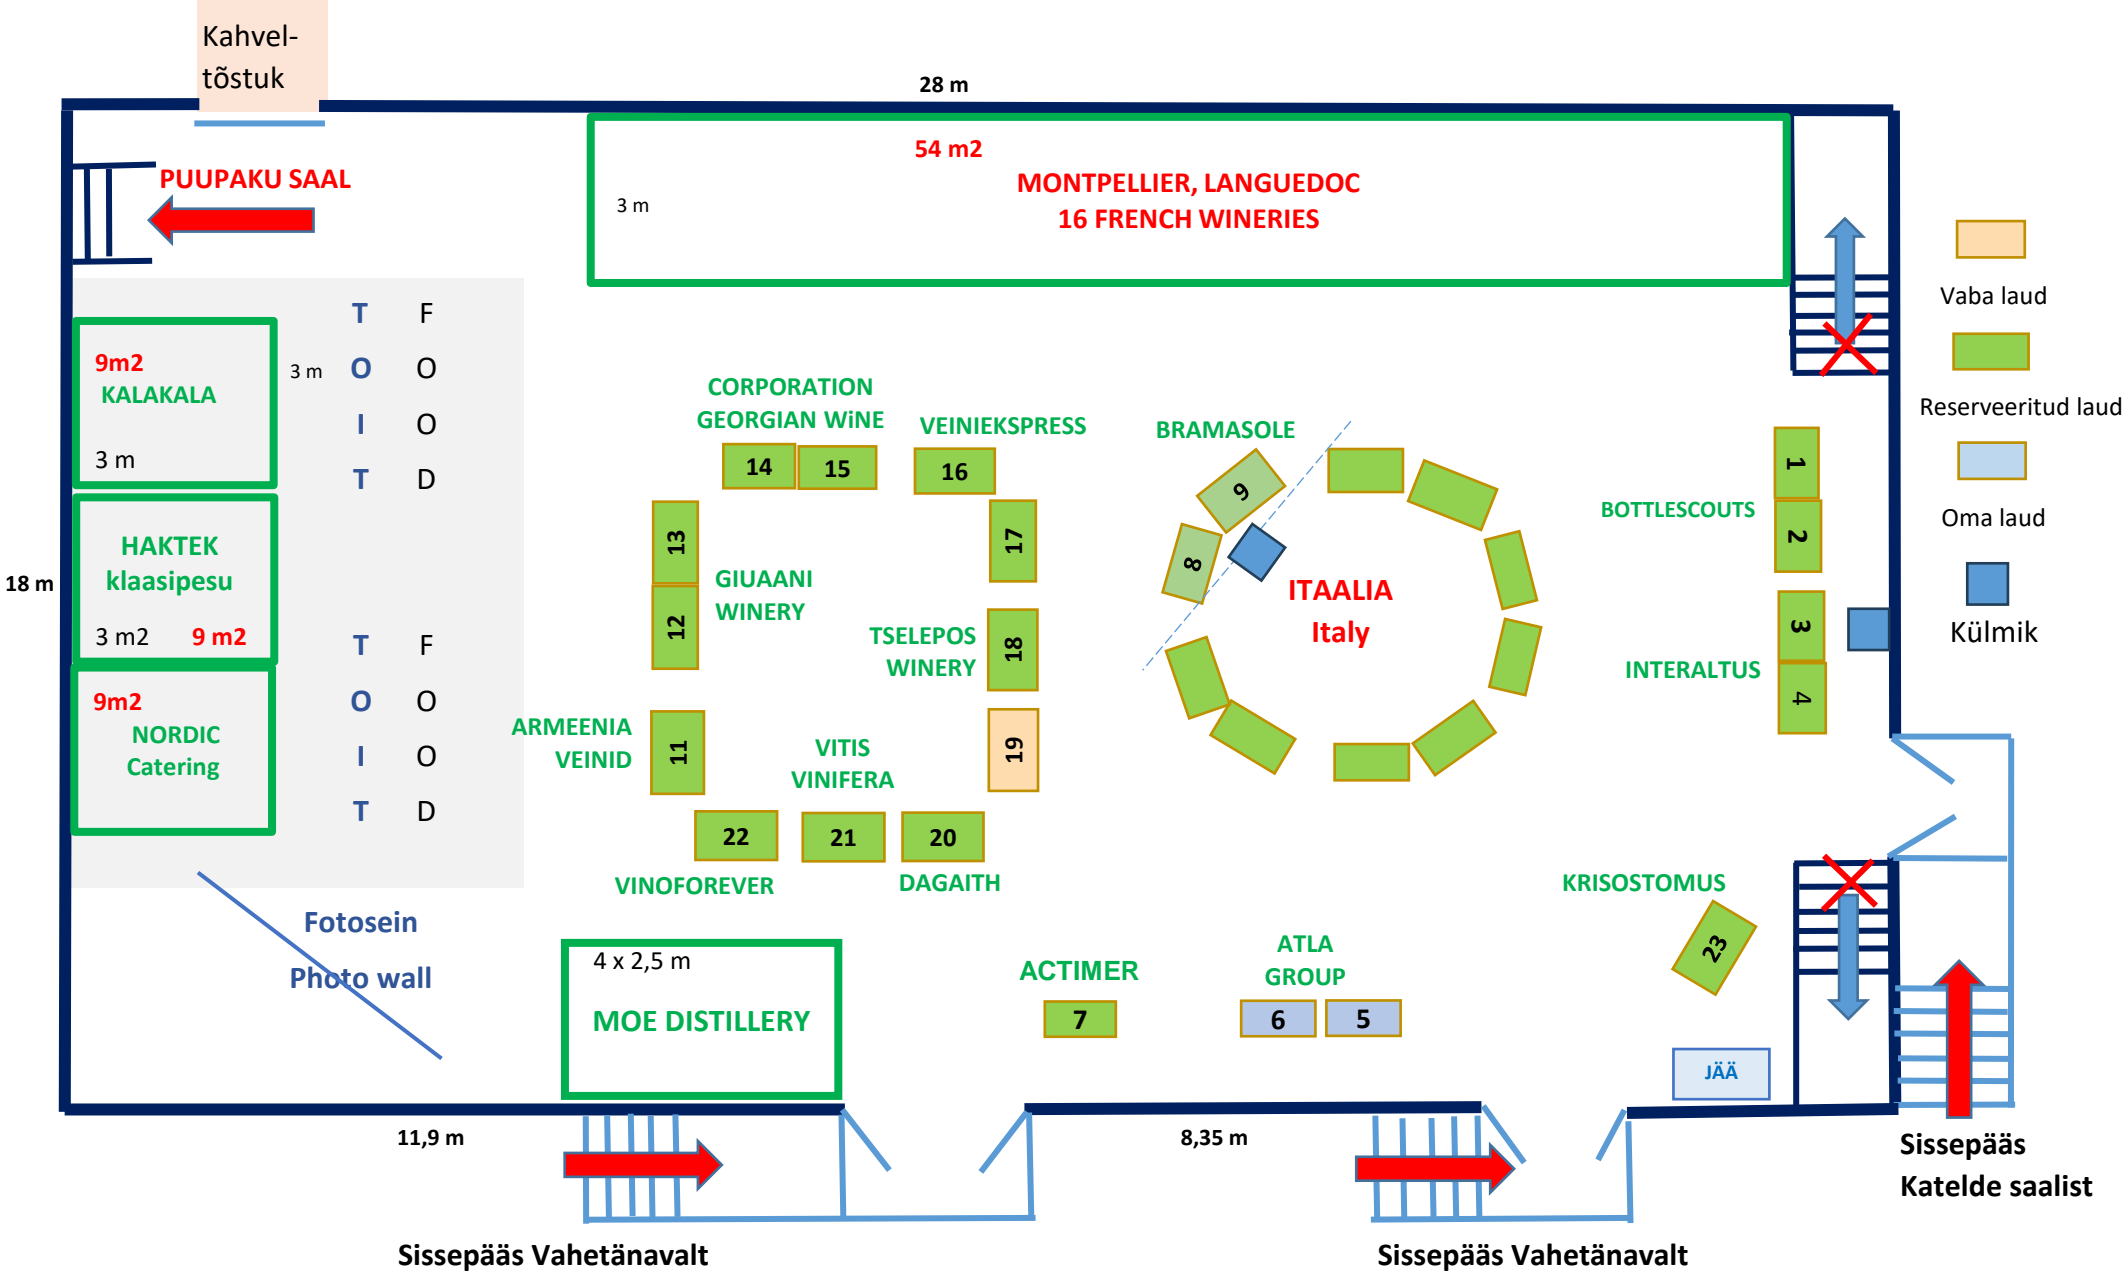 Kahvel-
tõstuk
28 m
54 m2
MONTPELLIER, LANGUEDOC
16 FRENCH WINERIES
3 m
PUUPAKU SAAL
Vaba laud
Reserveeritud laud
Oma laud
Külmik
T F
O O
I O
T D
9m2
KALAKALA
3 m
3 m
HAKTEK
klaasipesu
3 m2 9 m2
18 m
9m2
NORDIC
Catering
T F
O O
I O
T D
CORPORATION
GEORGIAN WiNE
14
15
VEINIEKSPRESS
16
17
13
12
GIUAANI
WINERY
TSELEPOS
WINERY
18
19
ARMEENIA
VEINID
11
VITIS
VINIFERA
22
21
20
VINOFOREVER
DAGAITH
BRAMASOLE
9
8
ITAALIA
Italy
1
BOTTLESCOUTS
2
3
INTERALTUS
4
KRISOSTOMUS
23
Fotosein
Photo wall
4 x 2,5 m
MOE DISTILLERY
ACTIMER
7
ATLA
GROUP
6
5
JÄÄ
11,9 m
8,35 m
Sissepääs
Katelde saalist
Sissepääs Vahetänavalt
Sissepääs Vahetänavalt